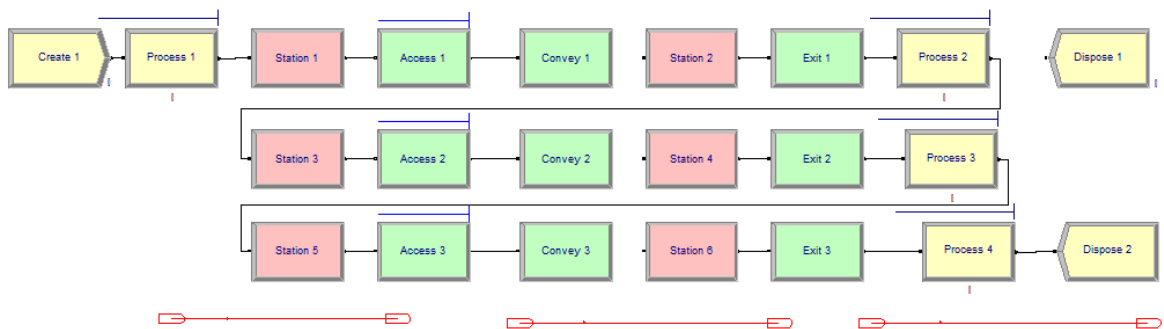 Create 1 Process 1 Station 1 Access 1 Convey 1 Station 2 Exit 1 Process 2 Dispose 1
Station 3 Access 2 Convey 2 Station 4 Exit 2 Process 3
Station 5 Access 3 Convey 3 Station 6 Exit 3 Process 4 Dispose 2